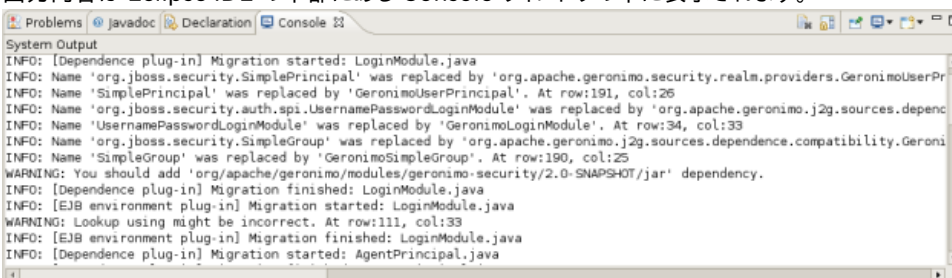 Problems @ Javadoc Declaration Console
System Output
INFO: [Dependence plug-in] Migration started: LoginModule.java
INFO: Name 'org.jboss.security.SimplePrincipal' was replaced by 'org.apache.geronimo.security.realm.providers.GeronimoUserPr
INFO: Name 'SimplePrincipal' was replaced by 'GeronimoUserPrincipal'. At row:191, col:26
INFO: Name 'org.jboss.security.auth.spi.UsernamePasswordLoginModule' was replaced by 'org.apache.geronimo.j2g.sources.depend
INFO: Name 'UsernamePasswordLoginModule' was replaced by 'GeronimoLoginModule'. At row:34, col:33
INFO: Name 'org.jboss.security.SimpleGroup' was replaced by 'org.apache.geronimo.j2g.sources.dependence.compatibility.Geroni
INFO: Name 'SimpleGroup' was replaced by 'GeronimoSimpleGroup'. At row:190, col:25
WARNING: You should add 'org/apache/geronimo/modules/geronimo-security/2.0-SNAPSHOT/jar' dependency.
INFO: [Dependence plug-in] Migration finished: LoginModule.java
INFO: [EJB environment plug-in] Migration started: LoginModule.java
WARNING: Lookup using might be incorrect. At row:111, col:33
INFO: [EJB environment plug-in] Migration finished: LoginModule.java
INFO: [Dependence plug-in] Migration started: AgentPrincipal.java